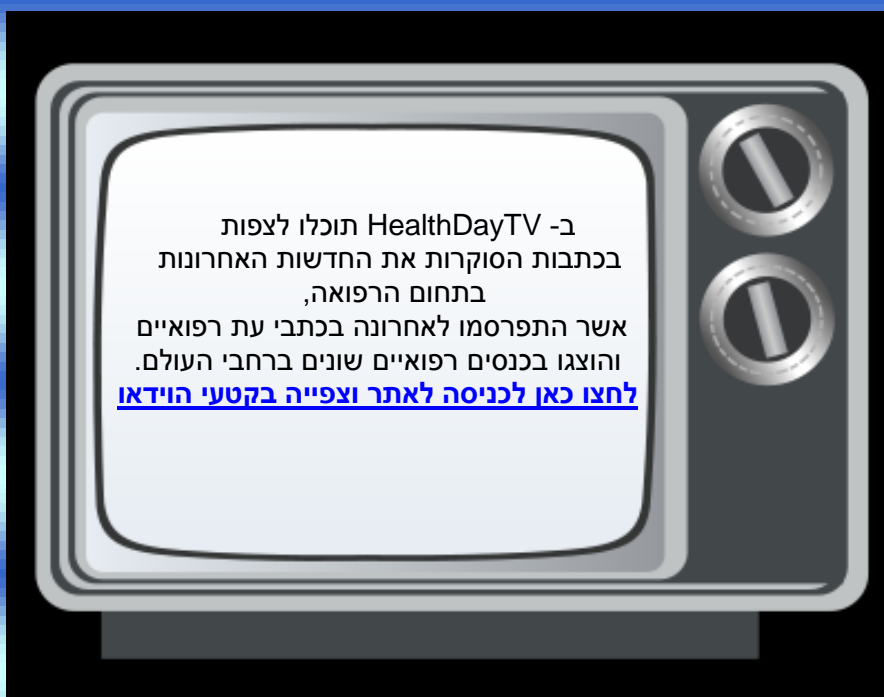 ב- HealthDayTV תוכלו לצפות
בכתבות הסוקרות את החדשות האחרונות
בתחום הרפואה,
אשר התפרסמו לאחרונה בכתבי עת רפואיים
והוצגו בכנסים רפואיים שונים ברחבי העולם.
לחצו כאן לכניסה לאתר וצפייה בקטעי הוידאו